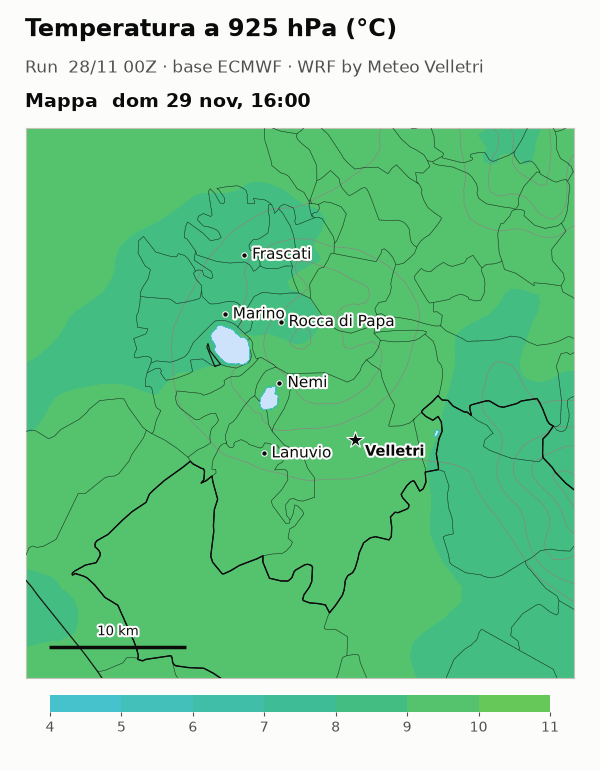 Temperatura a 925 hPa (°C)
Run  28/11 00Z · base ECMWF · WRF by Meteo Velletri
Mappa  dom 29 nov, 16:00
Frascati
Marino
Rocca di Papa
Nemi
Velletri
Lanuvio
10 km
4 5 6 7 8 9 10 11